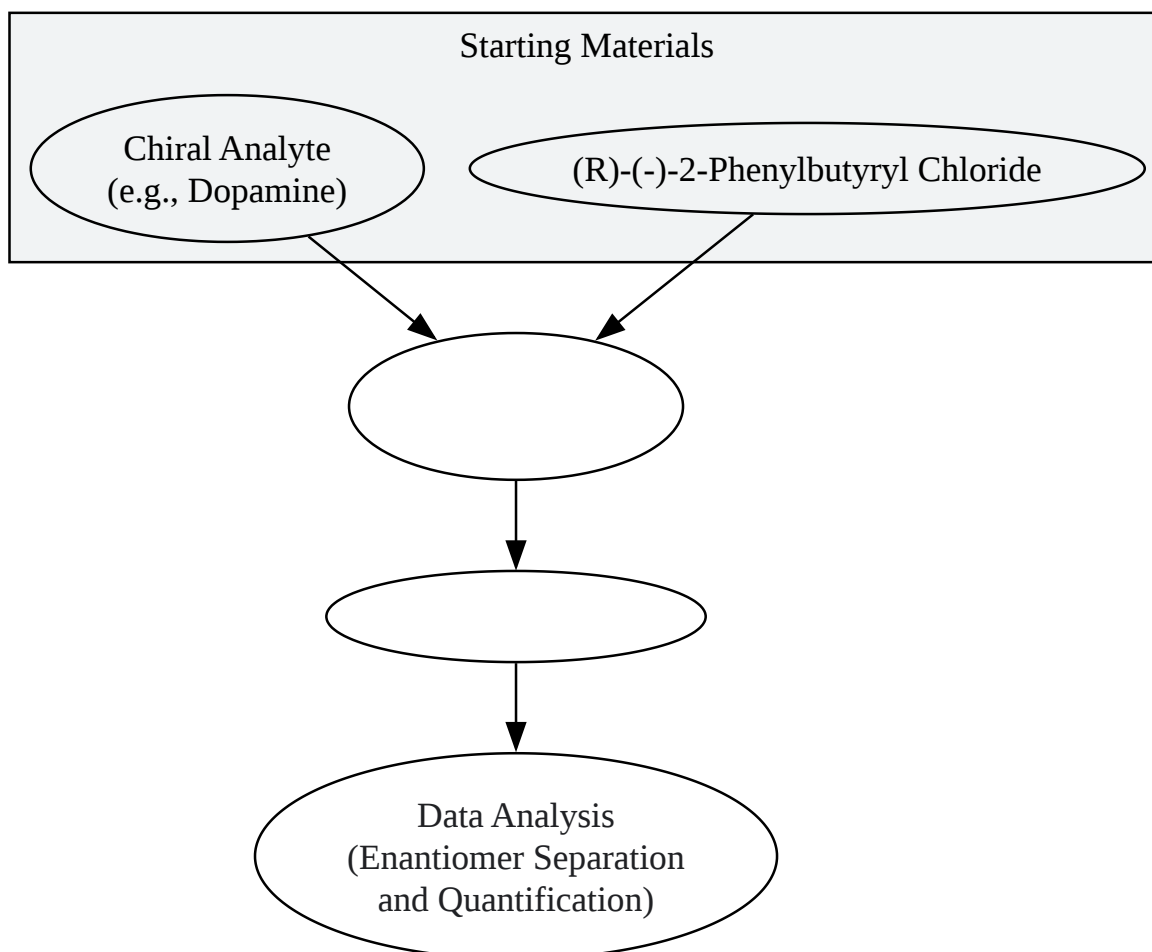 Starting Materials
Chiral Analyte
(e.g., Dopamine)
(R)-(-)-2-Phenylbutyryl Chloride
Data Analysis
(Enantiomer Separation
and Quantification)